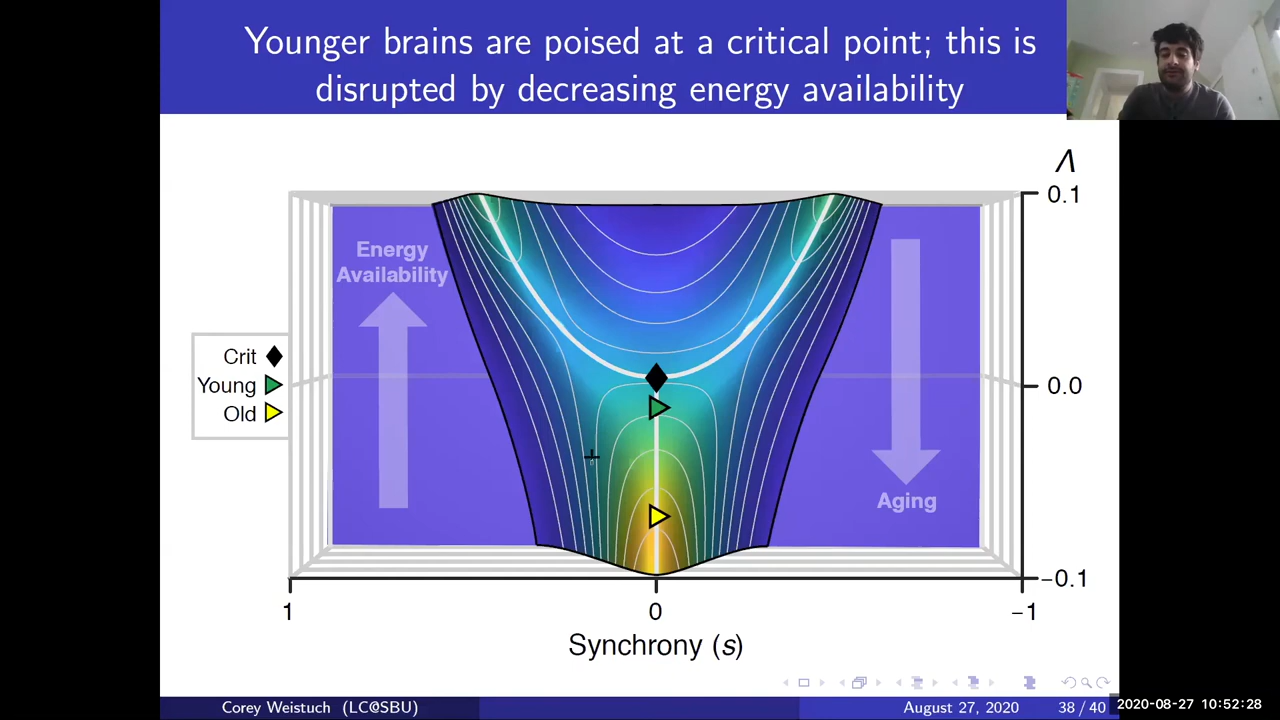 Younger brains are poised at a critical point; this is
disrupted by decreasing energy availability
Λ
0.1
Energy
Availability
Crit
Young
Old
0.0
Aging
−0.1
1
0
−1
Synchrony (s)
Corey Weistuch (LC@SBU)
August 27, 2020
38 / 40
2020-08-27 10:52:28